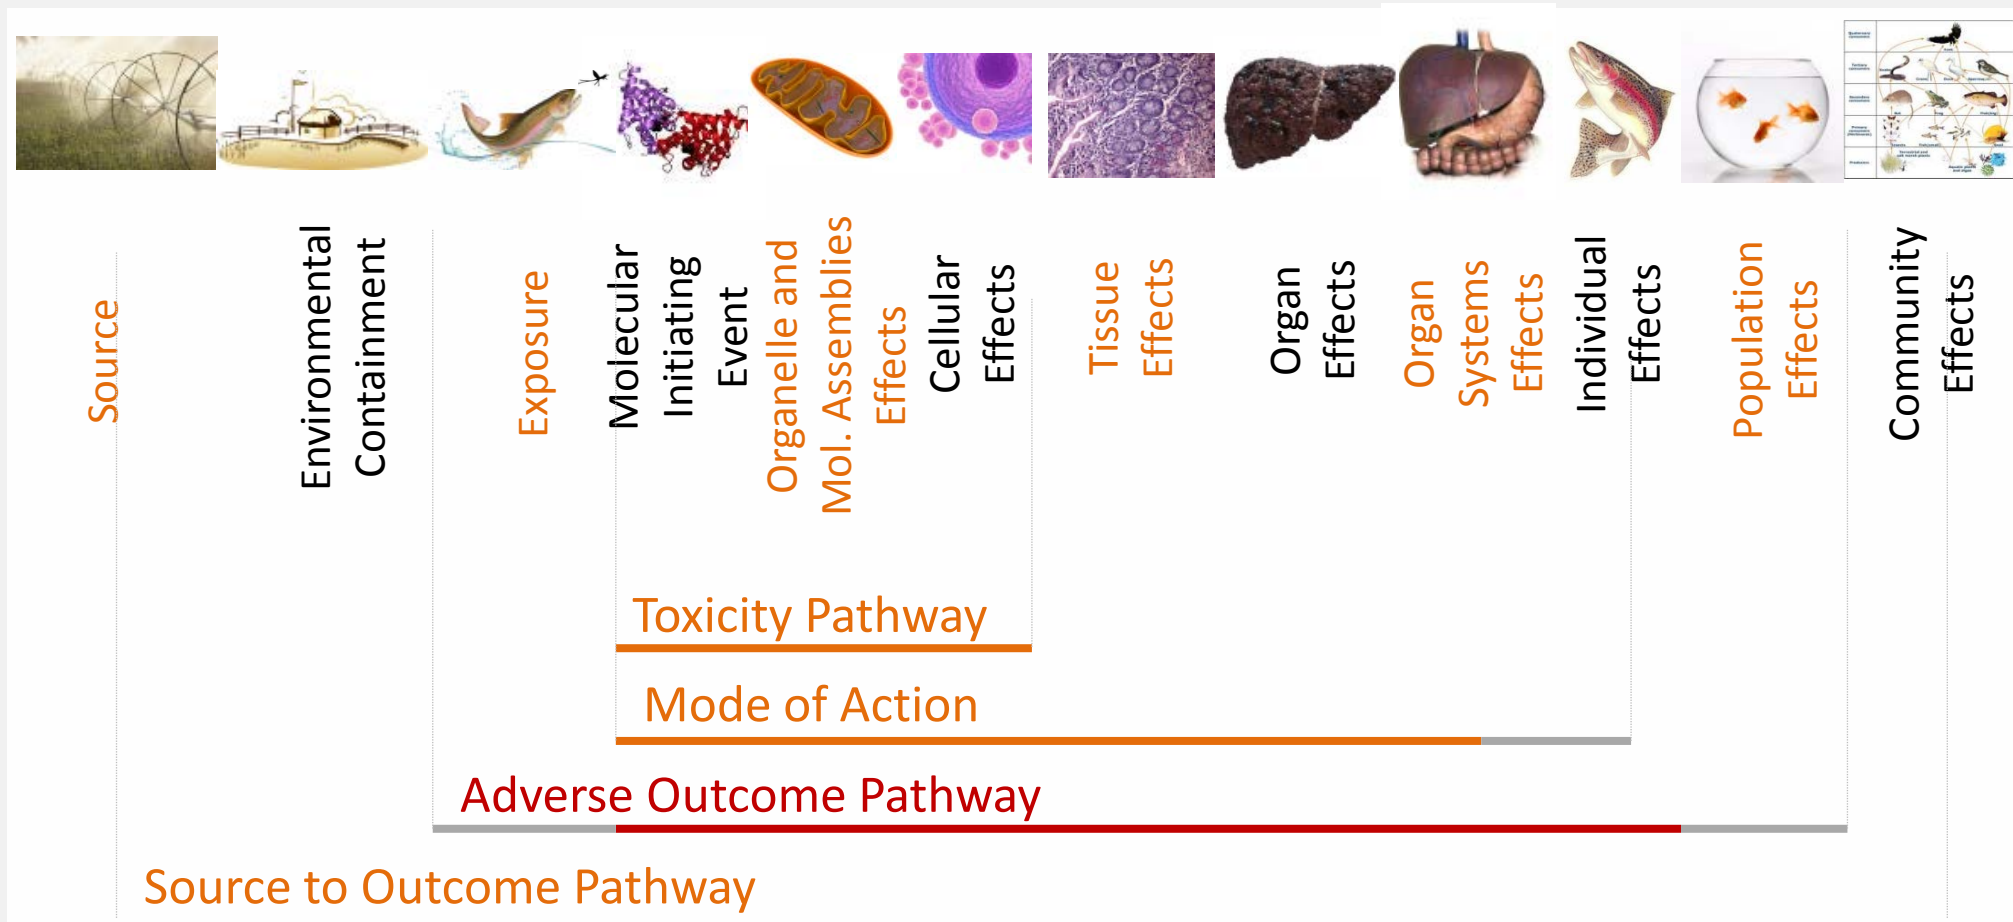 Source
Environmental
Containment
Exposure
Molecular
Initiating
Event
Organelle and
Mol. Assemblies
Effects
Cellular
Effects
Tissue
Effects
Organ
Effects
Organ
Systems
Effects
Individual
Effects
Population
Effects
Community
Effects
Toxicity Pathway
Mode of Action
Adverse Outcome Pathway
Source to Outcome Pathway